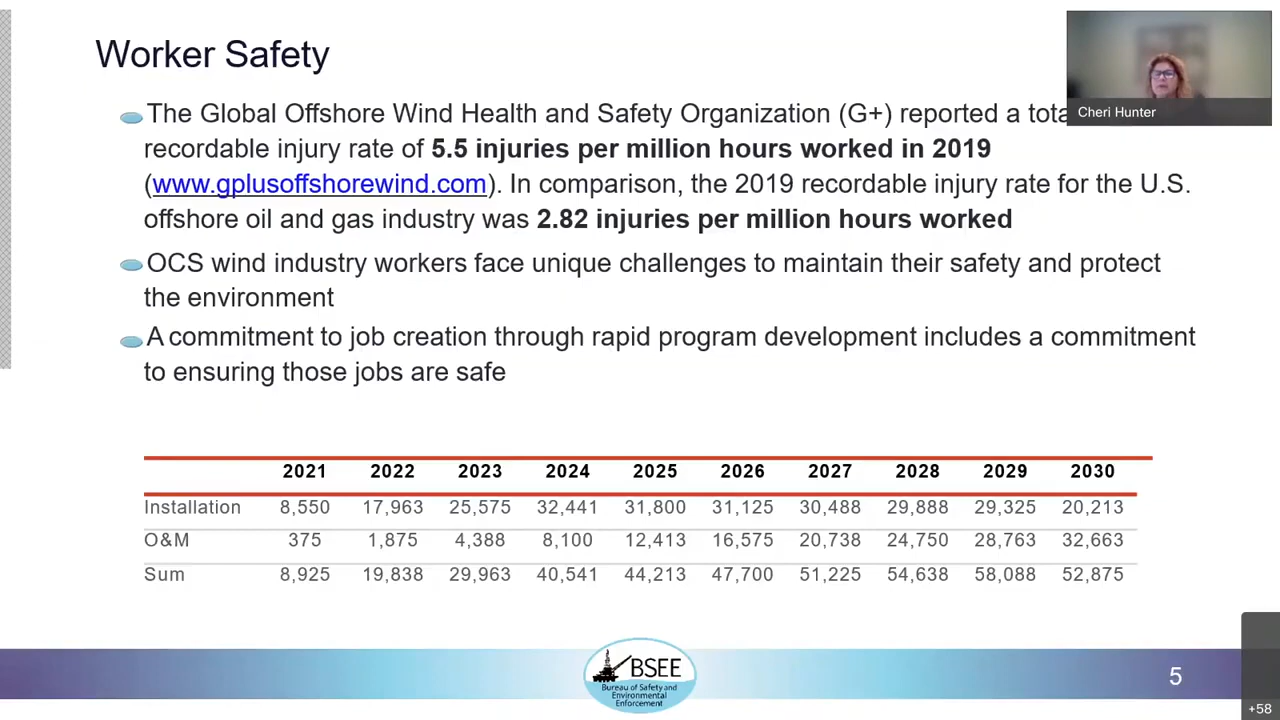 Worker Safety
Cheri Hunter
The Global Offshore Wind Health and Safety Organization (G+) reported a
recordable injury rate of 5.5 injuries per million hours worked in 2019
(www.gplusoffshorewind.com). In comparison, the 2019 recordable injury rate for the U.S.
offshore oil and gas industry was 2.82 injuries per million hours worked
OCS wind industry workers face unique challenges to maintain their safety and protect
the environment
A commitment to job creation through rapid program development includes a commitment
to ensuring those jobs are safe
2021 2022 2023 2024 2025 2026 2027 2028 2029 2030
Installation 8,550 17,963 25,575 32,441 31,800 31,125 30,488 29,888 29,325 20,213
O&M 375 1,875 4,388 8,100 12,413 16,575 20,738 24,750 28,763 32,663
Sum 8,925 19,838 29,963 40,541 44,213 47,700 51,225 54,638 58,088 52,875
BSEE
Bureau of Safety and
Environmental
Enforcement
5
+58